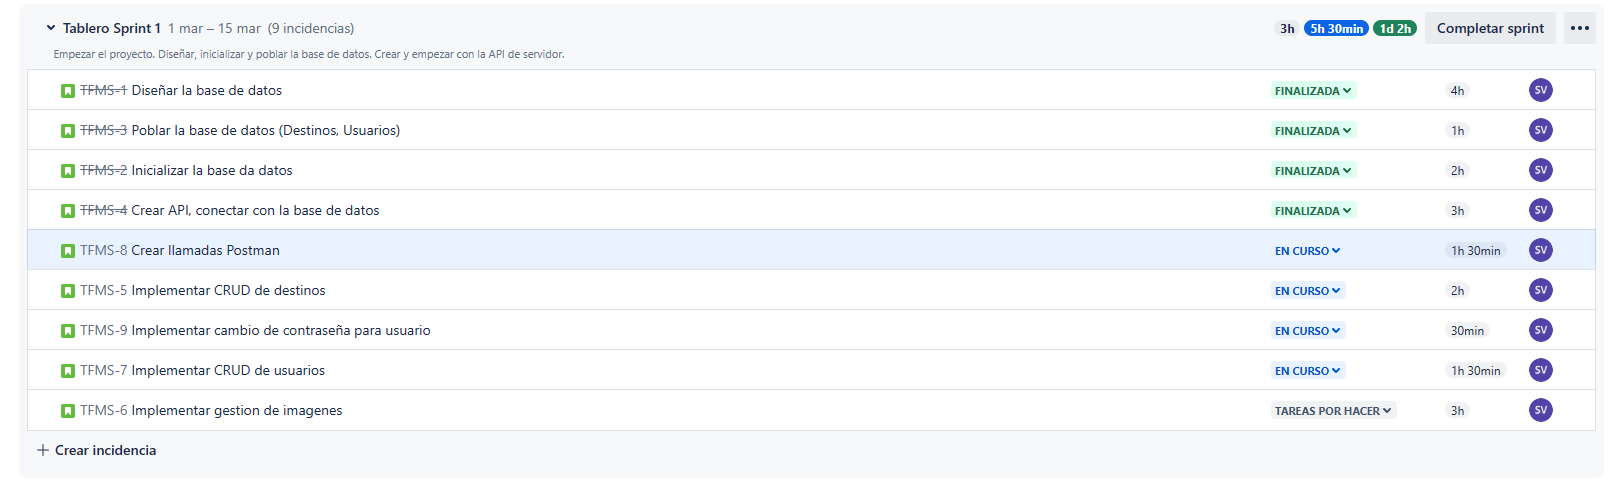 Tablero Sprint 1 1 mar – 15 mar (9 incidencias) 3h 5h 30min 1d 2h Completar sprint
Empezar el proyecto. Diseñar, inicializar y poblar la base de datos. Crear y empezar con la API de servidor.
TFMS-1 Diseñar la base de datos FINALIZADA 4h SV
TFMS-3 Poblar la base de datos (Destinos, Usuarios) FINALIZADA 1h SV
TFMS-2 Inicializar la base da datos FINALIZADA 2h SV
TFMS-4 Crear API, conectar con la base de datos FINALIZADA 3h SV
TFMS-8 Crear llamadas Postman EN CURSO 1h 30min SV
TFMS-5 Implementar CRUD de destinos EN CURSO 2h SV
TFMS-9 Implementar cambio de contraseña para usuario EN CURSO 30min SV
TFMS-7 Implementar CRUD de usuarios EN CURSO 1h 30min SV
TFMS-6 Implementar gestion de imagenes TAREAS POR HACER 3h SV
+ Crear incidencia